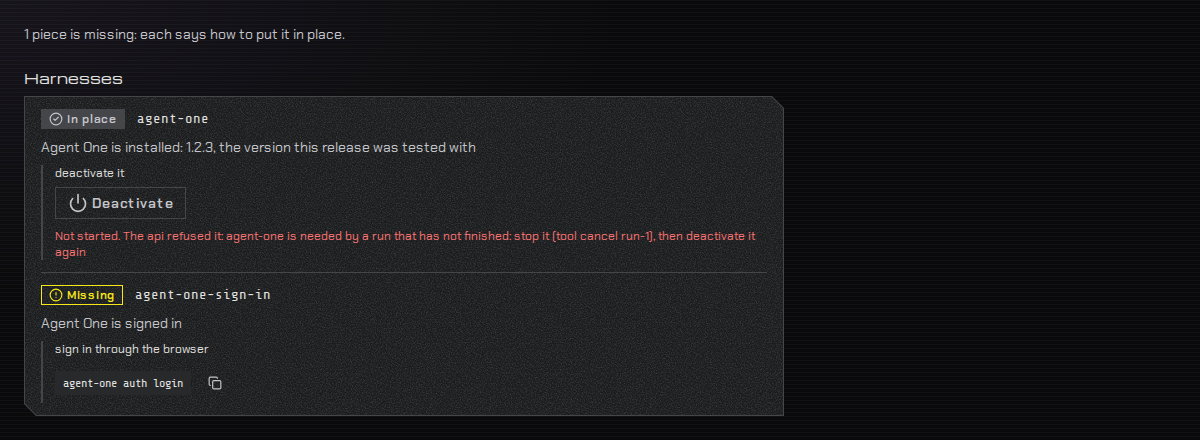 1 piece is missing: each says how to put it in place.
Harnesses
In place agent-one
Agent One is installed: 1.2.3, the version this release was tested with
deactivate it
Deactivate
Not started. The api refused it: agent-one is needed by a run that has not finished: stop it [tool cancel run-1], then deactivate it
again
Missing agent-one-sign-in
Agent One is signed in
sign in through the browser
agent-one auth login